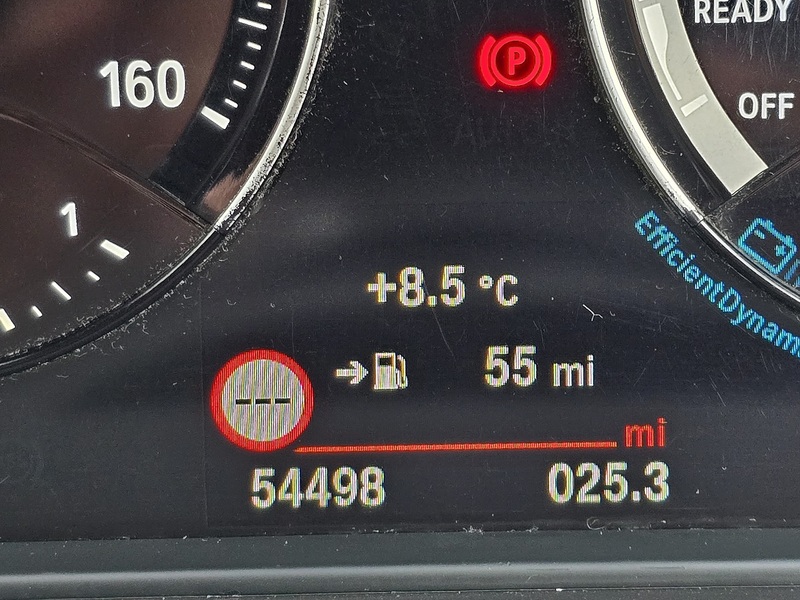 READY
160
P
OFF
1
EfficientDynam
+8.5 °C
55 mi
---
mi
54498
025.3